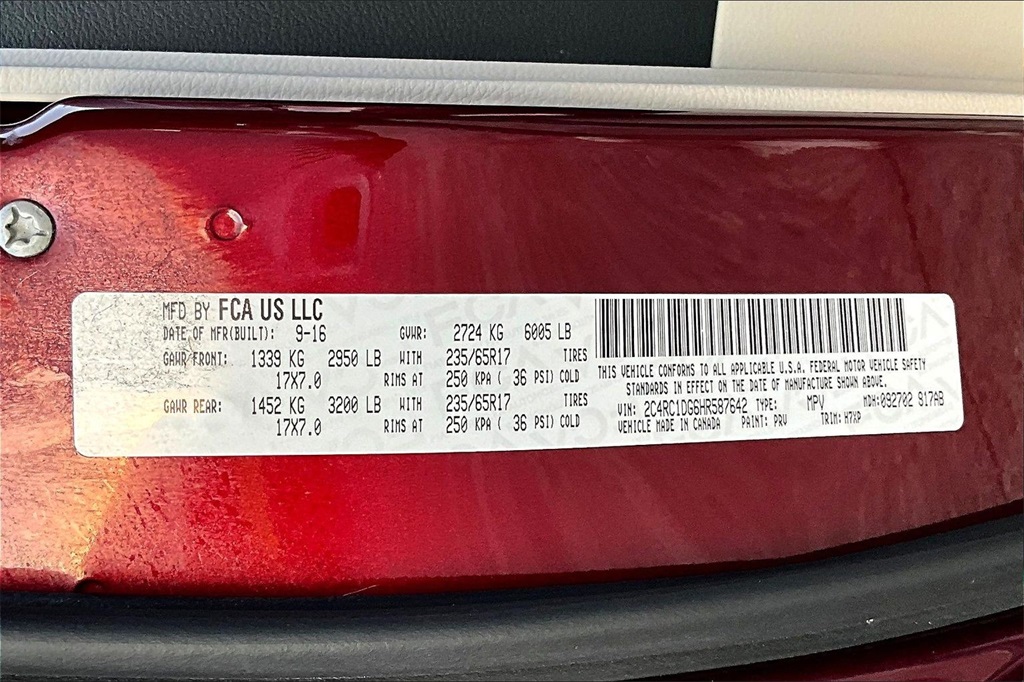 MFD BY FCA US LLC
DATE OF MFR(BUILT): 9-16 GVWR: 2724 KG 6005 LB
GAWR FRONT: 1339 KG 2950 LB WITH 235/65R17 TIRES
17X7.0 RIMS AT 250 KPA ( 36 PSI) COLD
GAWR REAR: 1452 KG 3200 LB WITH 235/65R17 TIRES
17X7.0 RIMS AT 250 KPA ( 36 PSI) COLD
THIS VEHICLE CONFORMS TO ALL APPLICABLE U.S.A. FEDERAL MOTOR VEHICLE SAFETY
STANDARDS IN EFFECT ON THE DATE OF MANUFACTURE SHOWN ABOVE.
VIN: 2C4RC1DG6HR587642 TYPE: MPV MDH:092702 917AB
VEHICLE MADE IN CANADA PAINT: PRV TRIM: H7XP